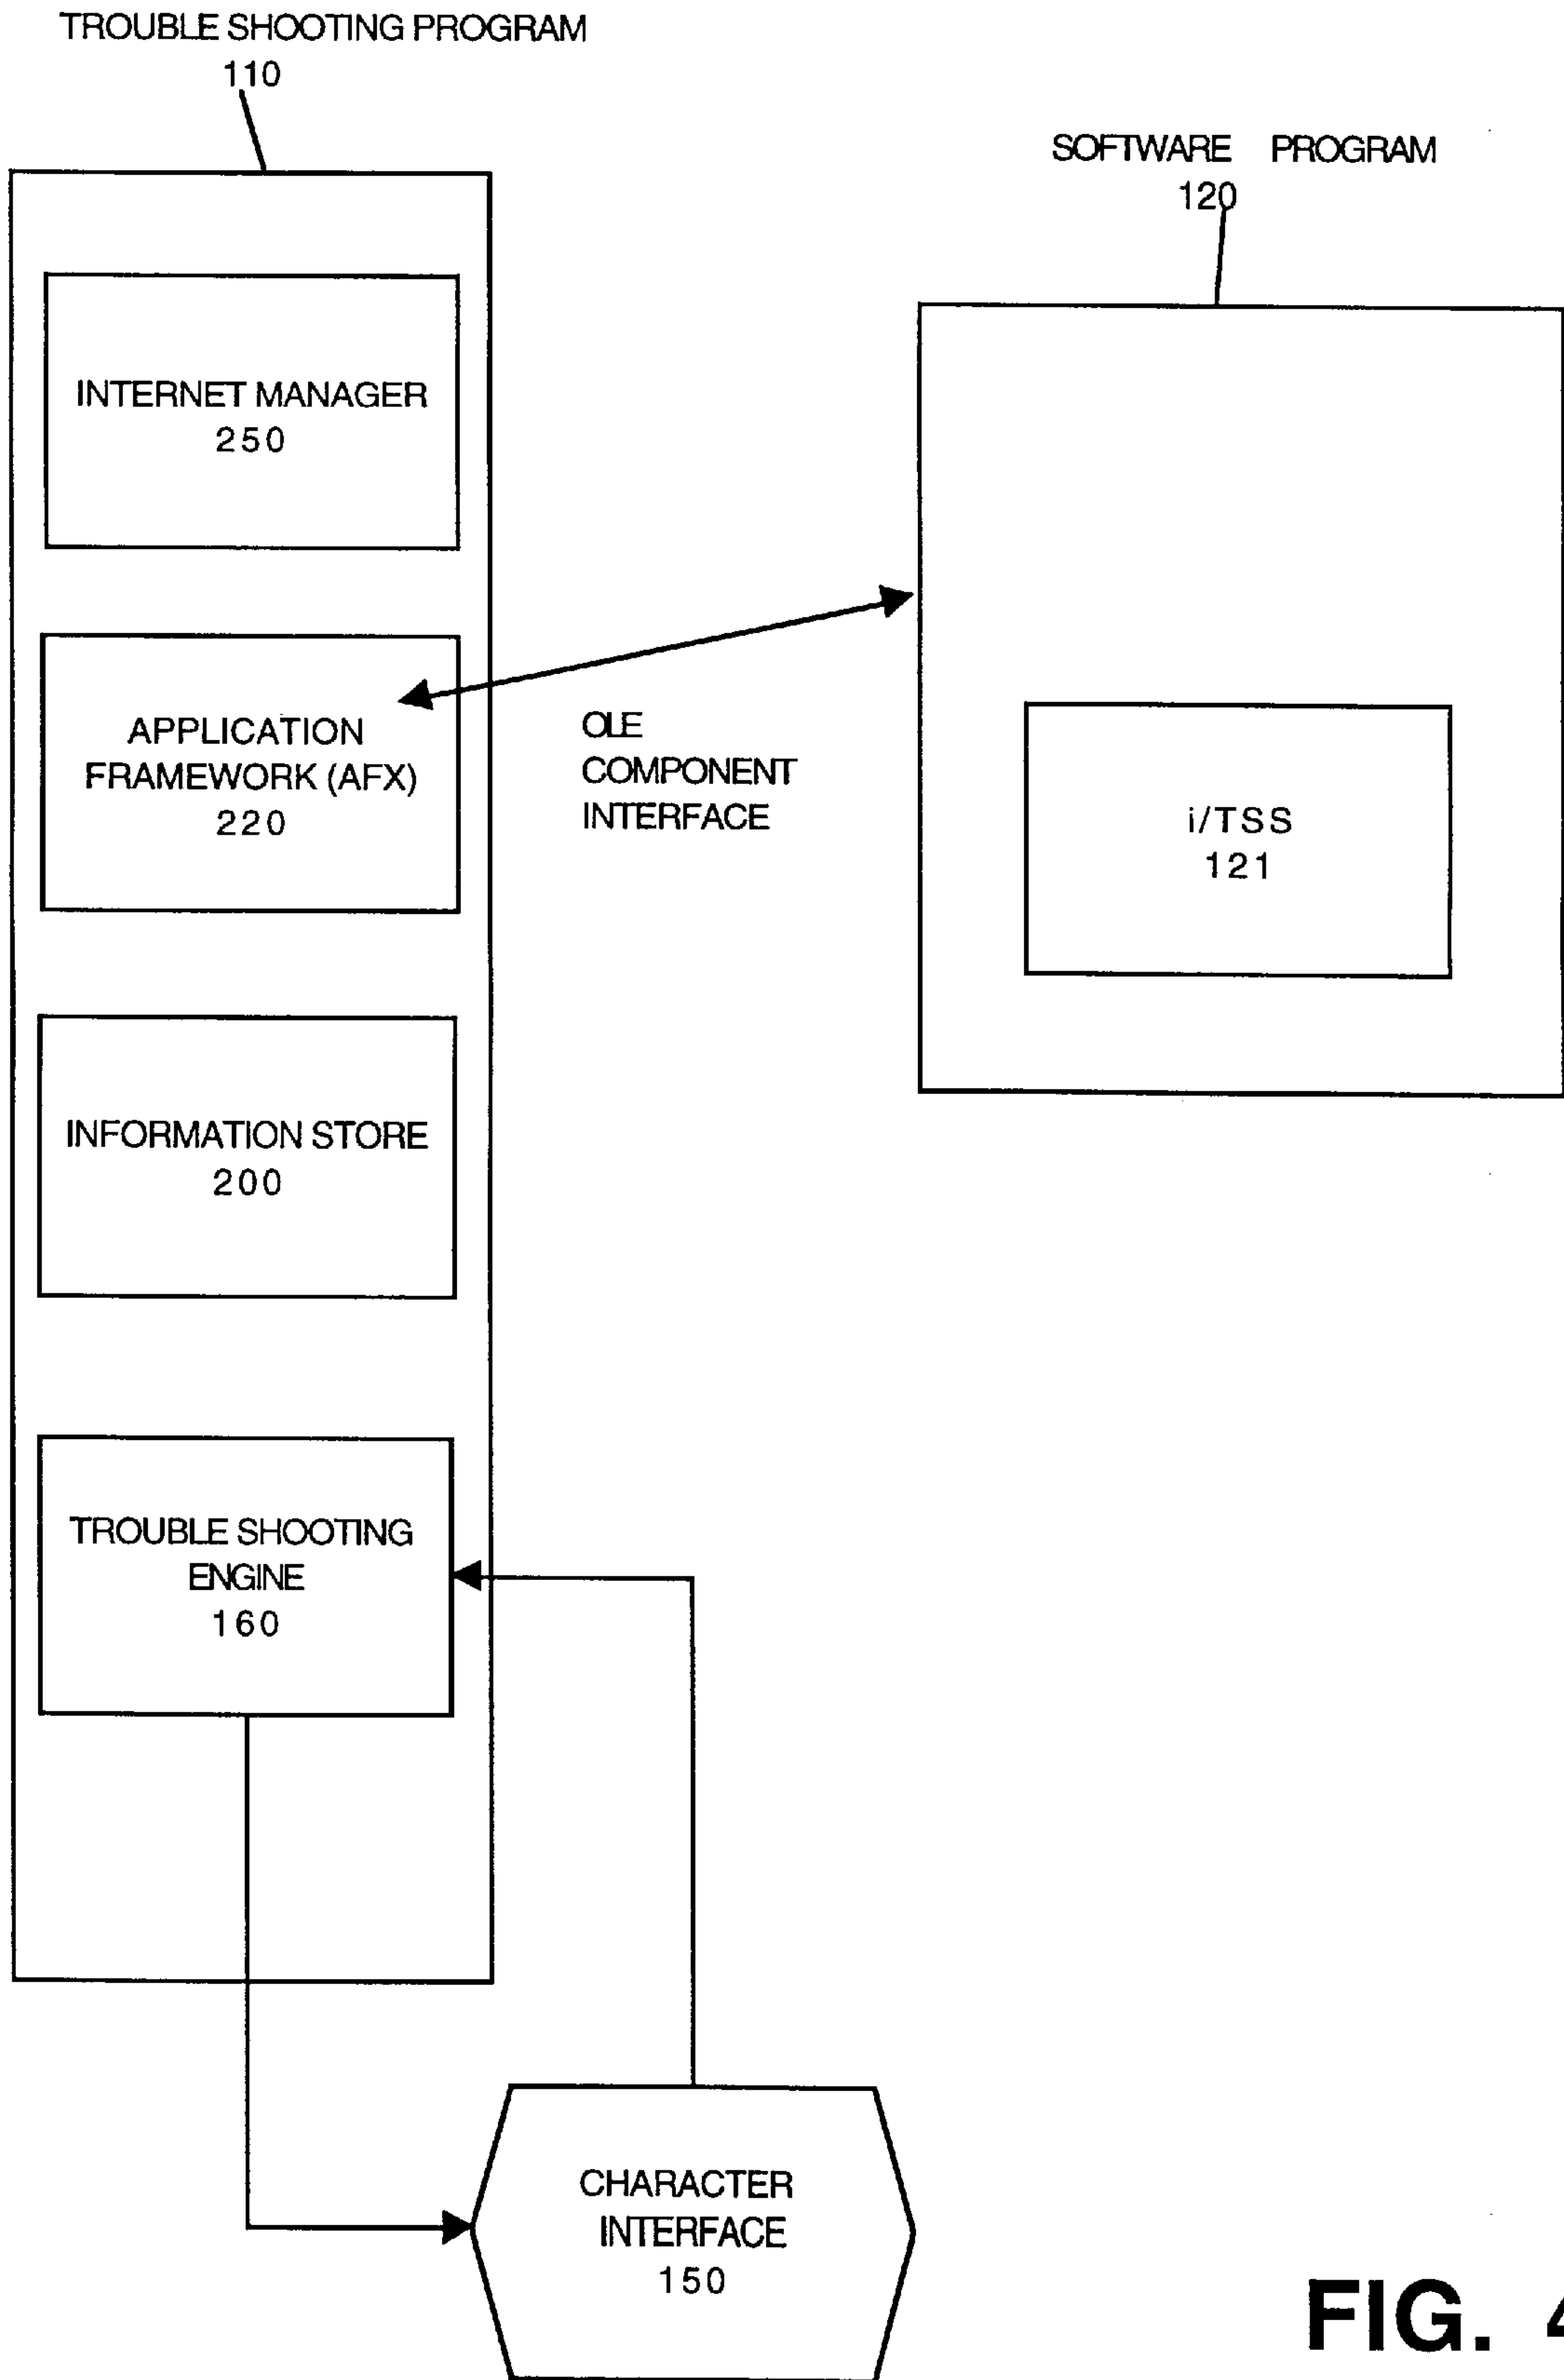 TROUBLE SHOOTING PROGRAM
110
SOFTWARE PROGRAM
120
INTERNET MANAGER
250
APPLICATION
FRAMEWORK (AFX)
220
OLE
COMPONENT
INTERFACE
i/TSS
121
INFORMATION STORE
200
TROUBLE SHOOTING
ENGINE
160
CHARACTER
INTERFACE
150
FIG. 4